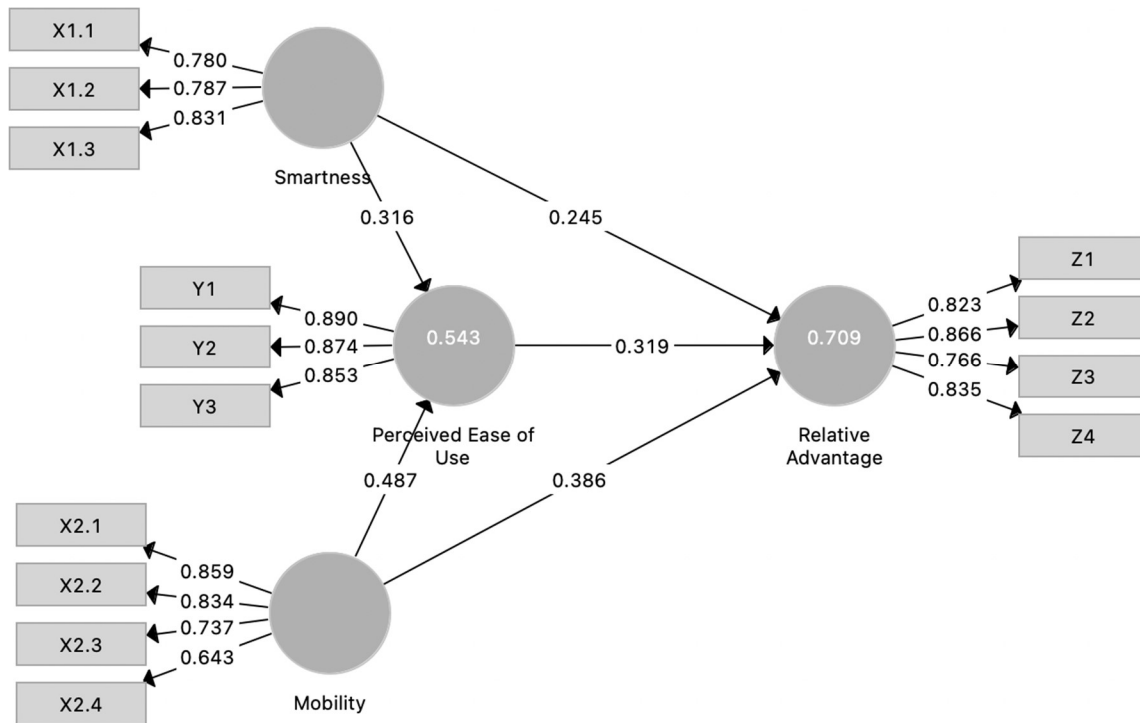 X1.1
0.780
X1.2
0.787
X1.3
0.831
Smartness
0.316
0.245
Y1
0.890
Y2
0.874
Y3
0.853
0.543
Perceived Ease of
Use
0.319
0.709
Relative
Advantage
Z1
0.823
Z2
0.866
Z3
0.766
Z4
0.835
0.487
0.386
X2.1
0.859
X2.2
0.834
X2.3
0.737
X2.4
0.643
Mobility